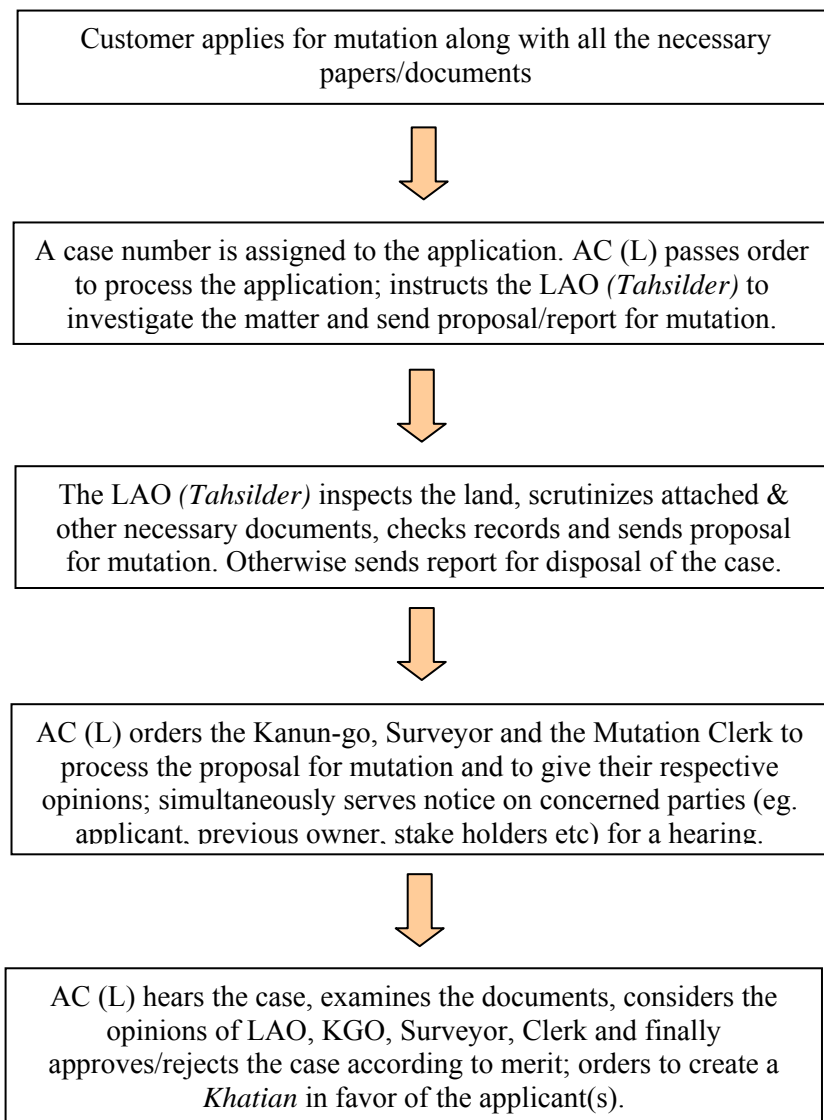 Customer applies for mutation along with all the necessary
papers/documents
A case number is assigned to the application. AC (L) passes order
to process the application; instructs the LAO (Tahsilder) to
investigate the matter and send proposal/report for mutation.
The LAO (Tahsilder) inspects the land, scrutinizes attached &
other necessary documents, checks records and sends proposal
for mutation. Otherwise sends report for disposal of the case.
AC (L) orders the Kanun-go, Surveyor and the Mutation Clerk to
process the proposal for mutation and to give their respective
opinions; simultaneously serves notice on concerned parties (eg.
applicant, previous owner, stake holders etc) for a hearing.
AC (L) hears the case, examines the documents, considers the
opinions of LAO, KGO, Surveyor, Clerk and finally
approves/rejects the case according to merit; orders to create a
Khatian in favor of the applicant(s).